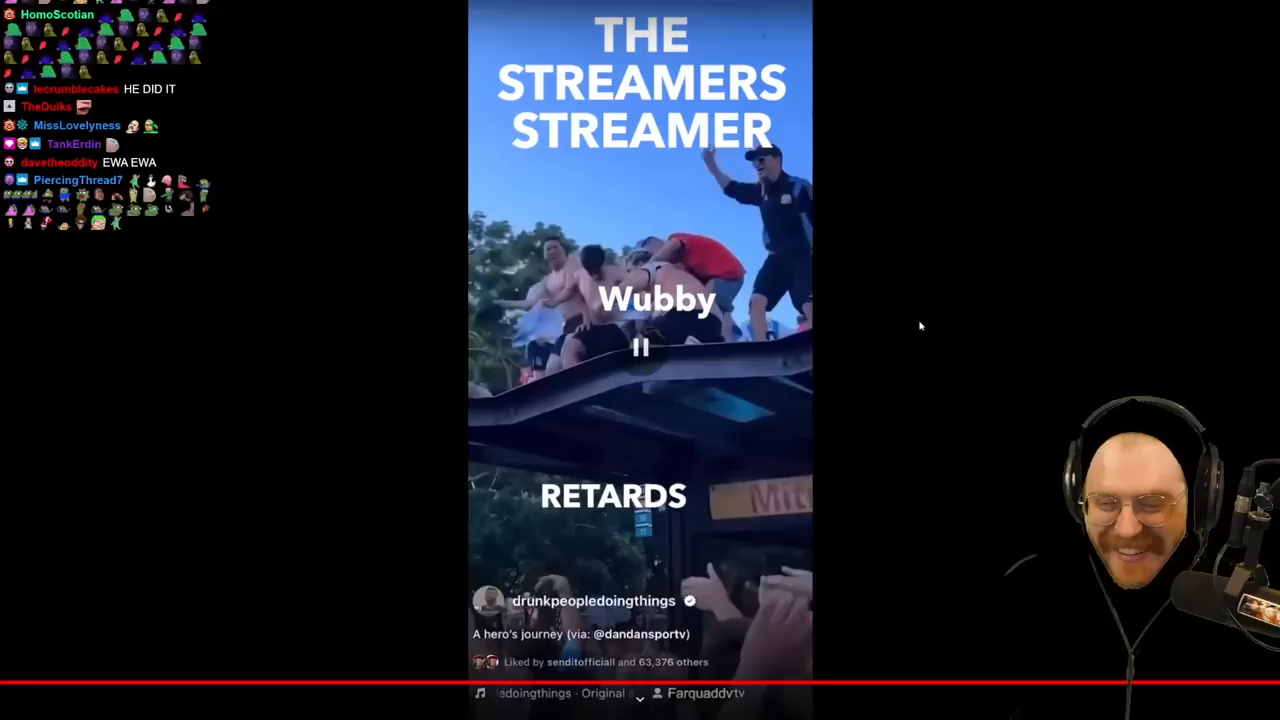 HomoScotian
lecrumblecakes HE DID IT
TheDulks
MissLovelyness
TankErdin
davetheoddity EWA EWA
PiercingThread7
THE
STREAMERS
STREAMER
Wubby
RETARDS
drunkpeopledoingthings
A hero's journey (via: @dandansportv)
Liked by senditofficiall and 63,376 others
edoingthings · Original
Farquaddvtv